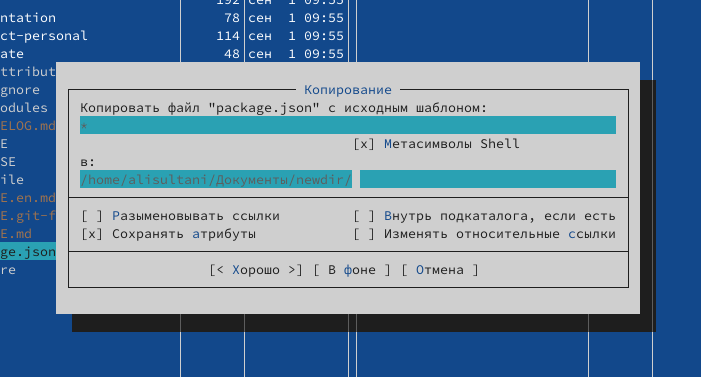 192 сен 1 09:55
ntation 78 сен 1 09:55
ct-personal 114 сен 1 09:55
ate 48 сен 1 09:55
ttribut
gnore
odules
ELOG.md
E
SE
ile
E.en.md
E.git-f
E.md
ge.json
re
Копирование
Копировать файл "package.json" с исходным шаблоном:
*
[x] Метасимволы Shell
в:
/home/alisultani/Документы/newdir/
[ ] Разыменовывать ссылки [ ] Внутрь подкаталога, если есть
[x] Сохранять атрибуты [ ] Изменять относительные ссылки
[< Хорошо >] [ В фоне ] [ Отмена ]